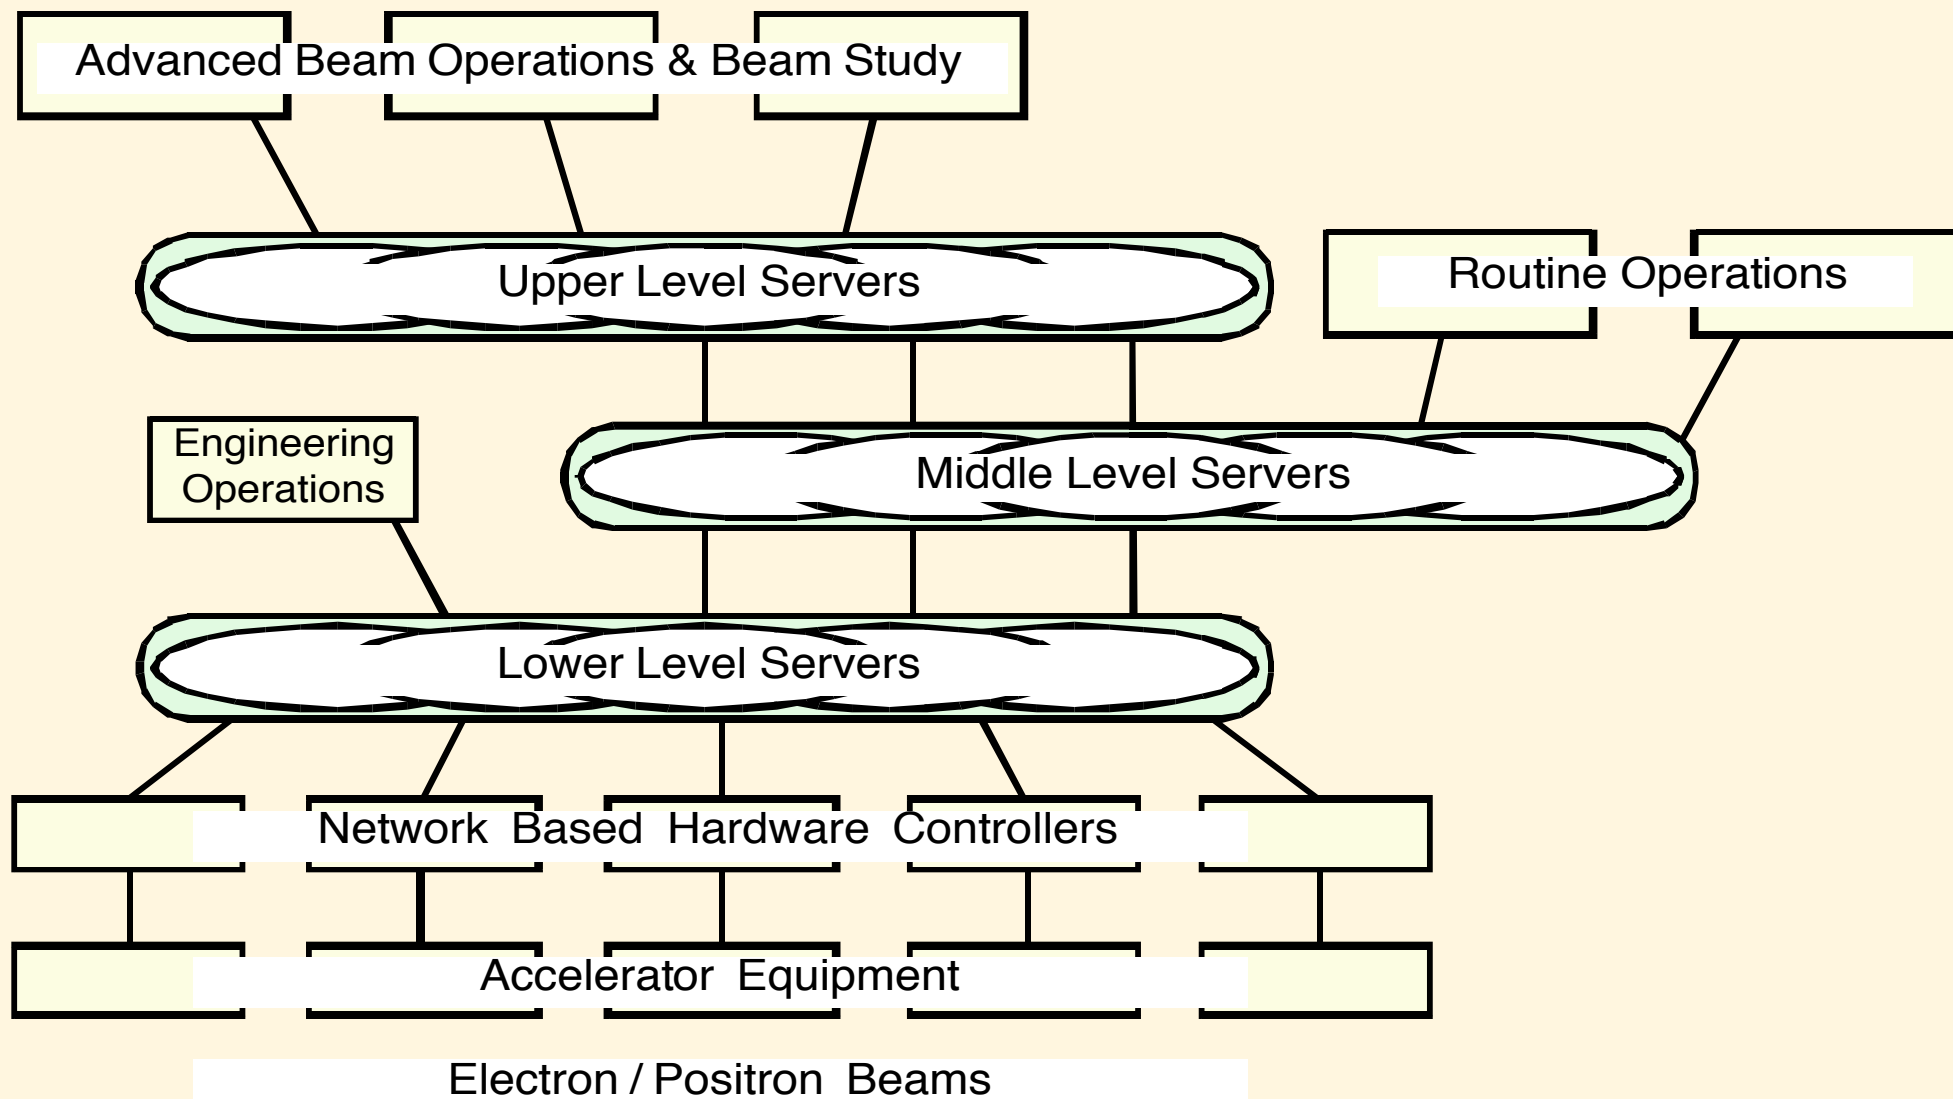 Advanced Beam Operations & Beam Study
Upper Level Servers
Routine Operations
Engineering
Operations
Middle Level Servers
Lower Level Servers
Network Based Hardware Controllers
Accelerator Equipment
Electron / Positron Beams